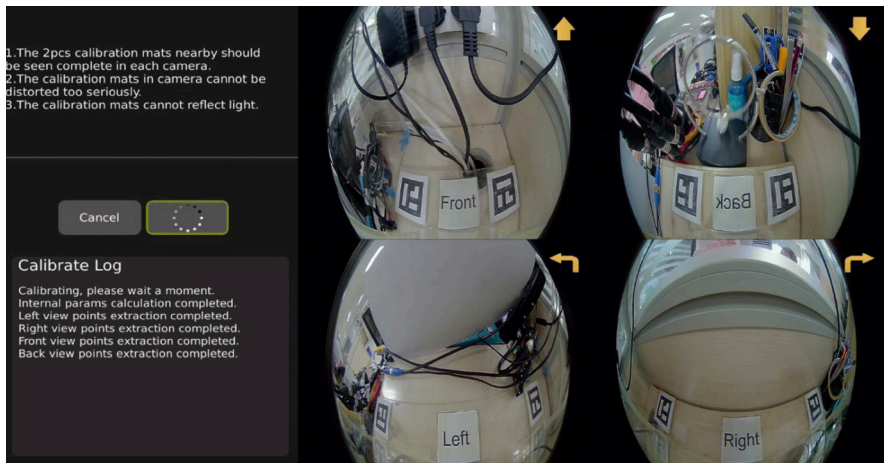 1.The 2pcs calibration mats nearby should
be seen complete in each camera.
2.The calibration mats in camera cannot be
distorted too seriously.
3.The calibration mats cannot reflect light.
Cancel
Calibrate Log
Calibrating, please wait a moment.
Internal params calculation completed.
Left view points extraction completed.
Right view points extraction completed.
Front view points extraction completed.
Back view points extraction completed.
Front
Back
Left
Right